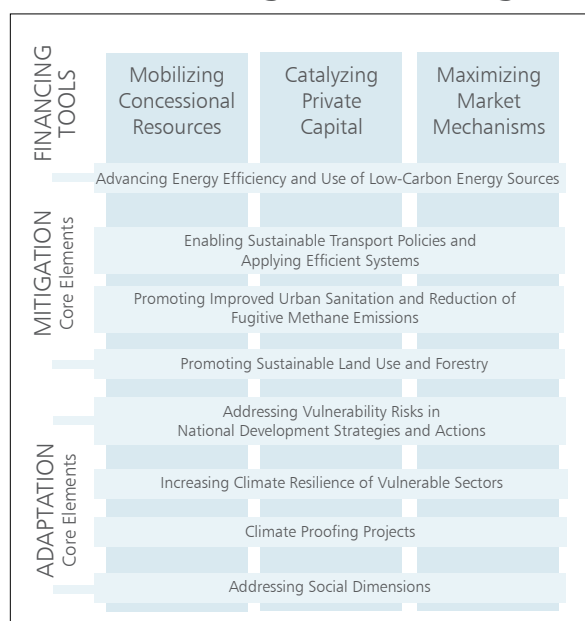 FINANCING
TOOLS
Mobilizing
Concessional
Resources
Catalyzing
Private
Capital
Maximizing
Market
Mechanisms
Advancing Energy Efficiency and Use of Low-Carbon Energy Sources
MITIGATION
Core Elements
Enabling Sustainable Transport Policies and
Applying Efficient Systems
Promoting Improved Urban Sanitation and Reduction of
Fugitive Methane Emissions
Promoting Sustainable Land Use and Forestry
ADAPTATION
Core Elements
Addressing Vulnerability Risks in
National Development Strategies and Actions
Increasing Climate Resilience of Vulnerable Sectors
Climate Proofing Projects
Addressing Social Dimensions